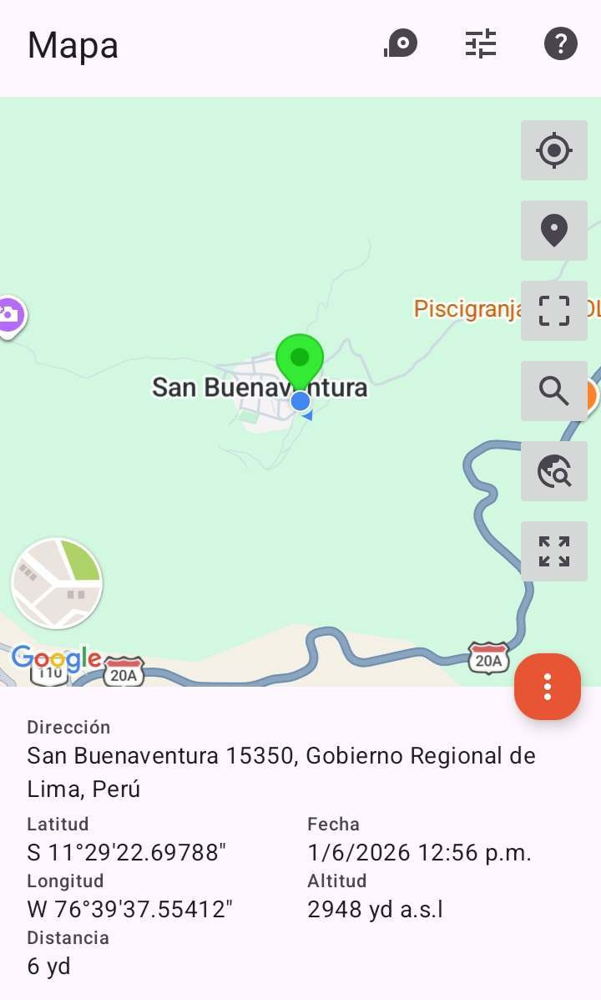 Mapa
Piscigranja
San Buenaventura
Google
110
20A
20A
Dirección
San Buenaventura 15350, Gobierno Regional de
Lima, Perú
Latitud
S 11°29'22.69788"
Fecha
1/6/2026 12:56 p.m.
Longitud
W 76°39'37.55412"
Altitud
2948 yd a.s.l
Distancia
6 yd